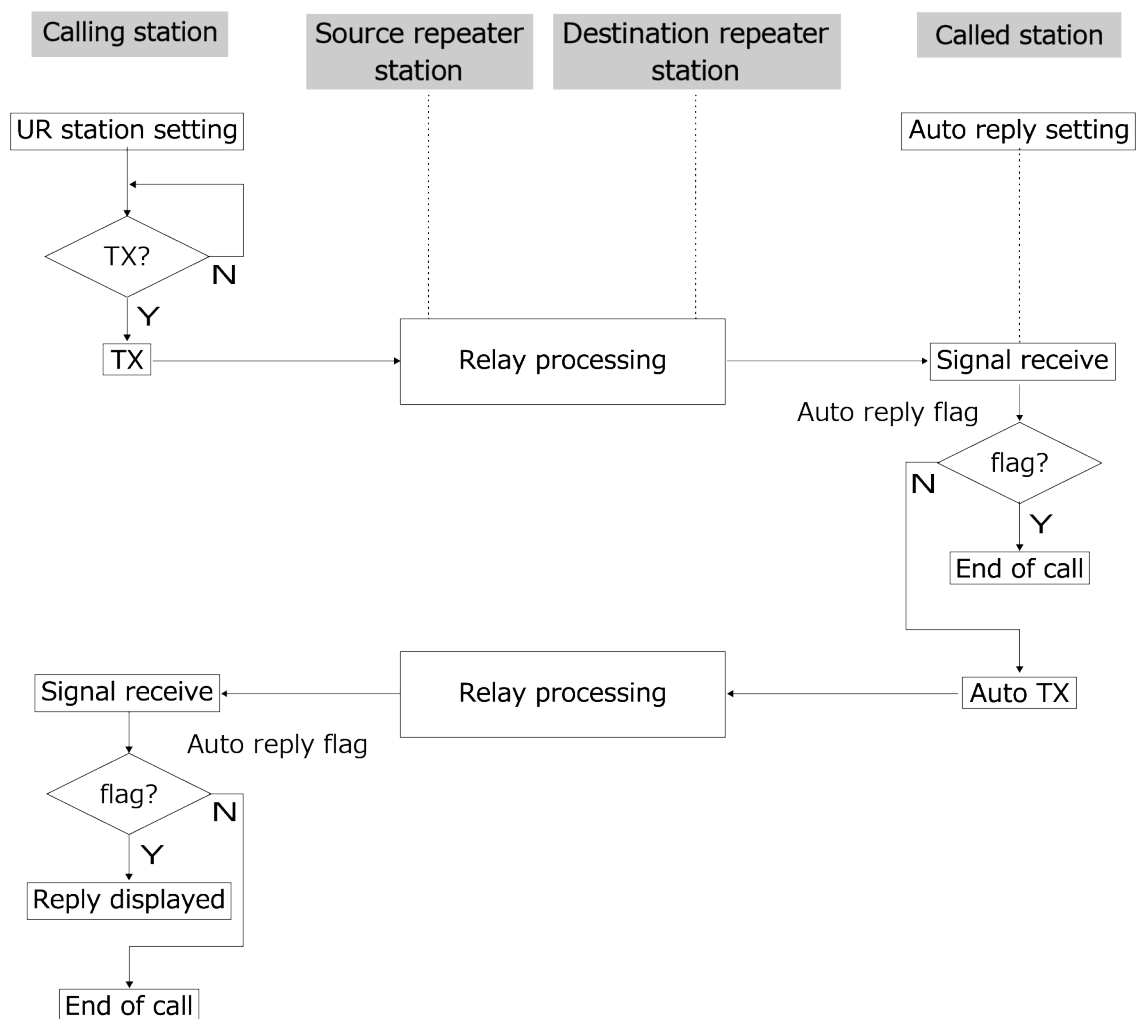 Calling station
Source repeater
station
Destination repeater
station
Called station
UR station setting
Auto reply setting
TX?
N
Y
TX
Relay processing
Signal receive
Auto reply flag
flag?
N
Y
End of call
Auto TX
Relay processing
Signal receive
Auto reply flag
flag?
N
Y
Reply displayed
End of call